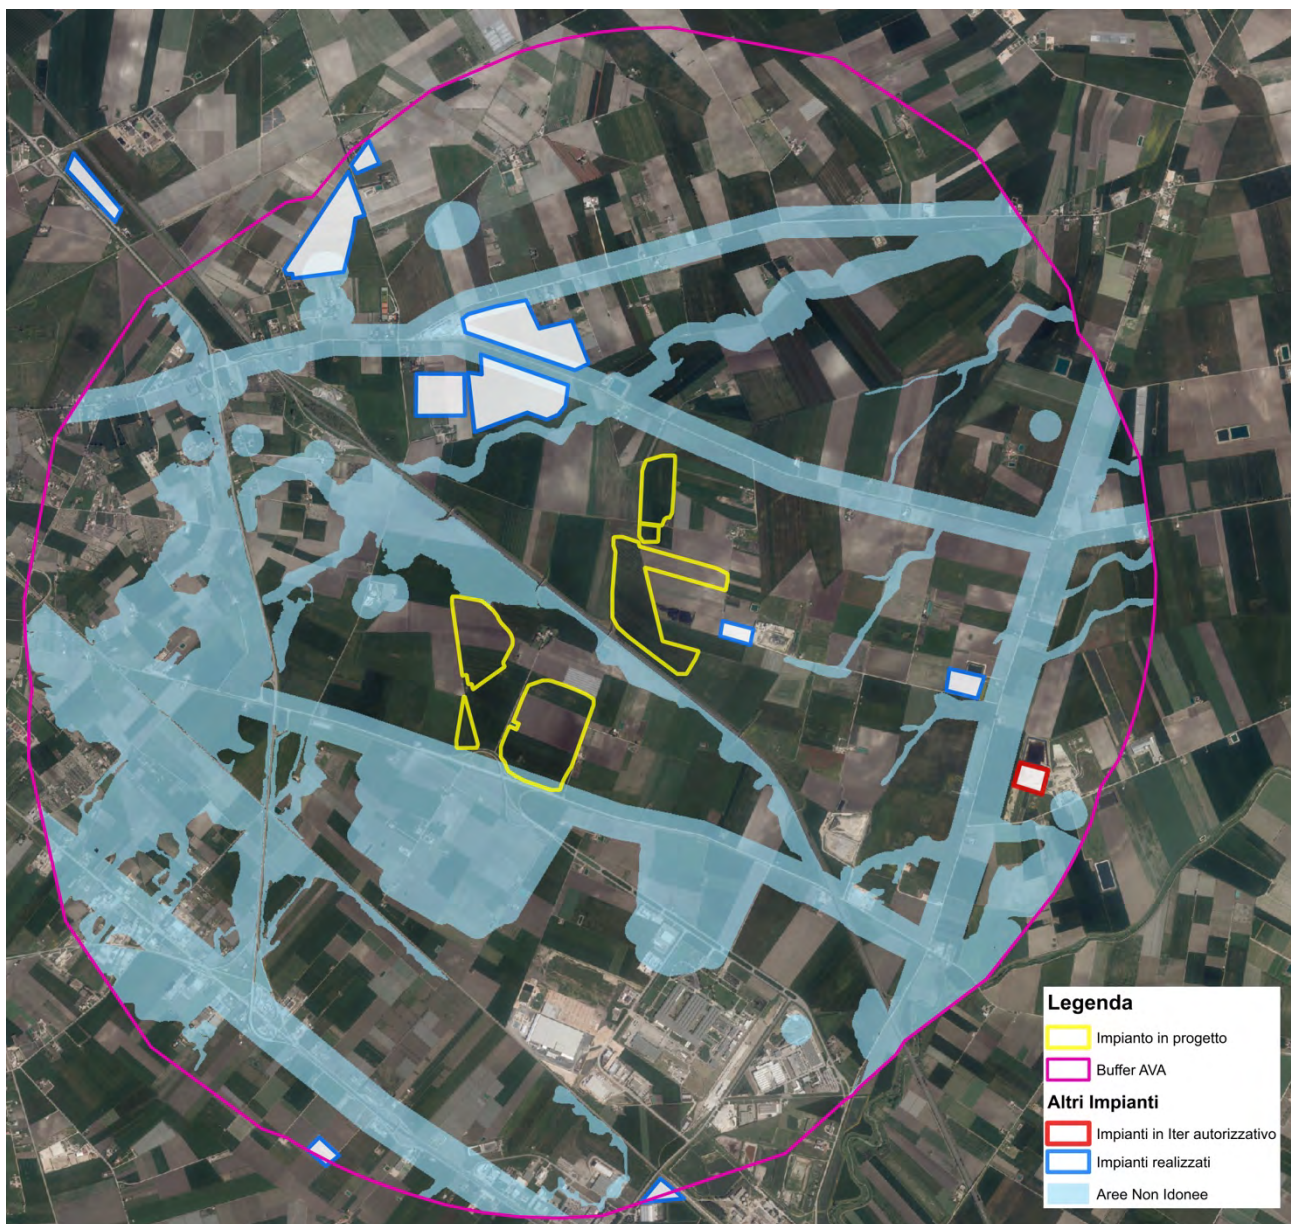 Legenda
Impianto in progetto
Buffer AVA
Altri Impianti
Impianti in Iter autorizzativo
Impianti realizzati
Aree Non Idonee